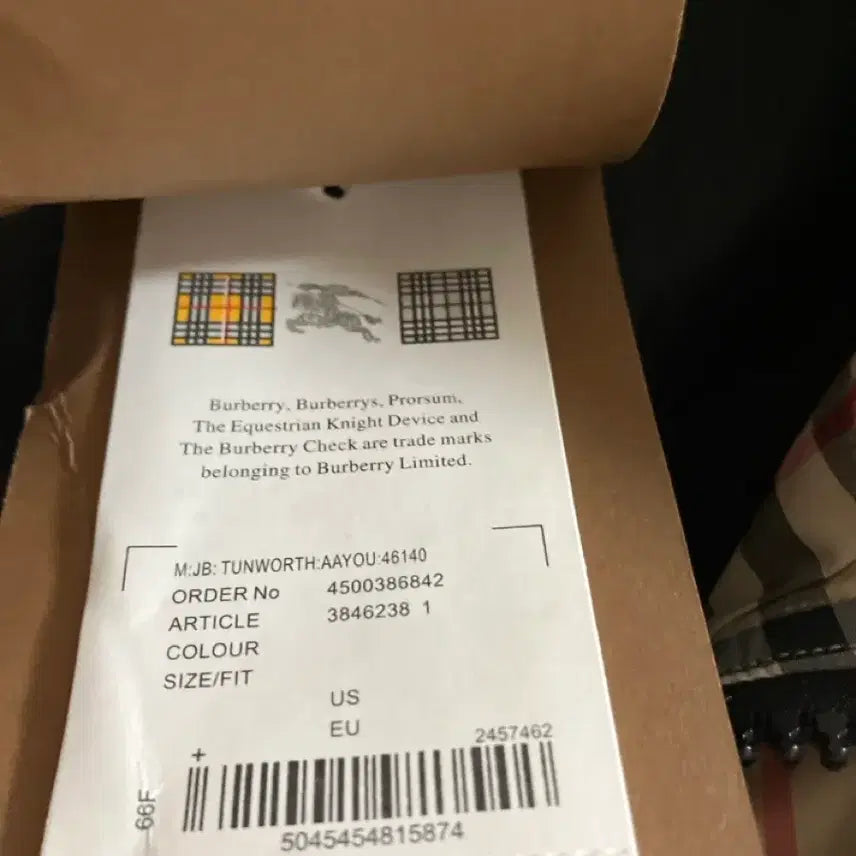 Burberry, Burberrys, Prorsum,
The Equestrian Knight Device and
The Burberry Check are trade marks
belonging to Burberry Limited.
M:JB: TUNWORTH:AAYOU:46140
ORDER No 4500386842
ARTICLE 3846238 1
COLOUR
SIZE/FIT
US
EU
2457462
+
66F
5045454815874